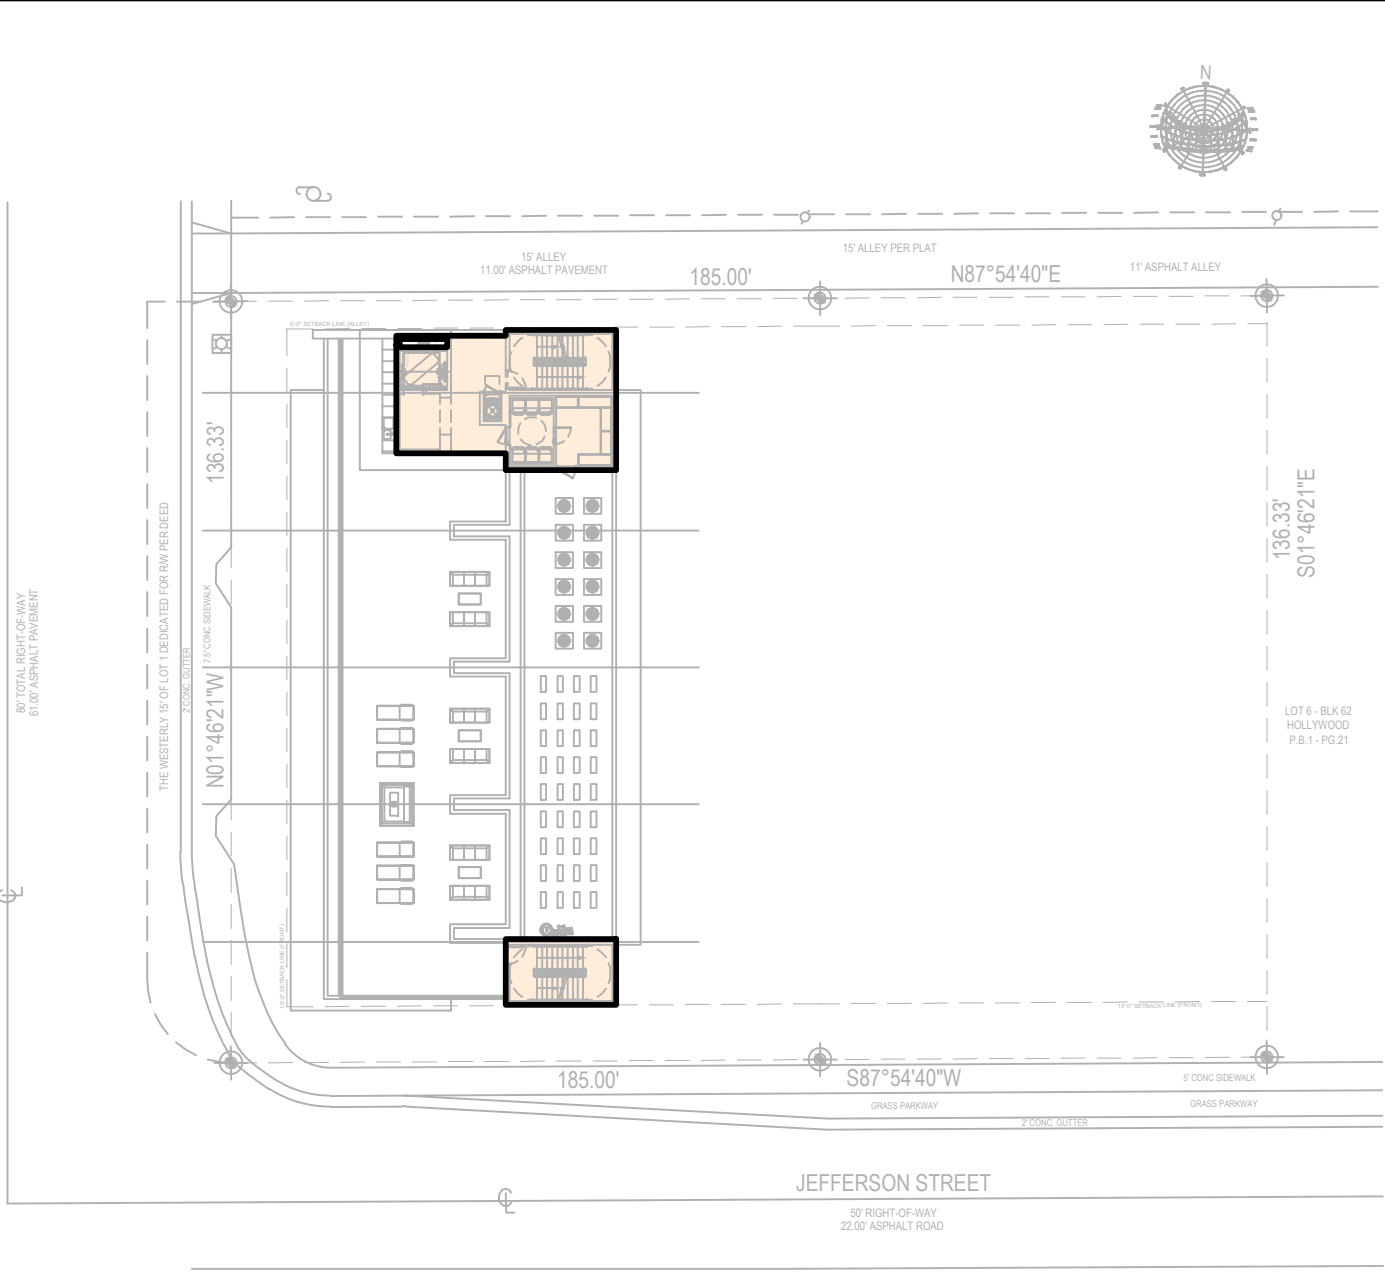 N
15' ALLEY
11.00' ASPHALT PAVEMENT
15' ALLEY PER PLAT
11' ASPHALT ALLEY
185.00'
N87°54'40"E
5'-0" SETBACK LINE (ALLEY)
136.33'
136.33'
S01°46'21"E
THE WESTERLY 15' OF LOT 1 DEDICATED FOR R/W PER DEED
7.5' CONC SIDEWALK
80' TOTAL RIGHT-OF-WAY
61.00' ASPHALT PAVEMENT
2' CONC. GUTTER
N01°46'21"W
LOT 6 - BLK 62
HOLLYWOOD
P.B.1 - PG.21
10'-0" SETBACK LINE (FRONT)
10'-0" SETBACK LINE (FRONT)
185.00'
S87°54'40"W
5' CONC SIDEWALK
GRASS PARKWAY
GRASS PARKWAY
2' CONC. GUTTER
JEFFERSON STREET
50' RIGHT-OF-WAY
22.00' ASPHALT ROAD